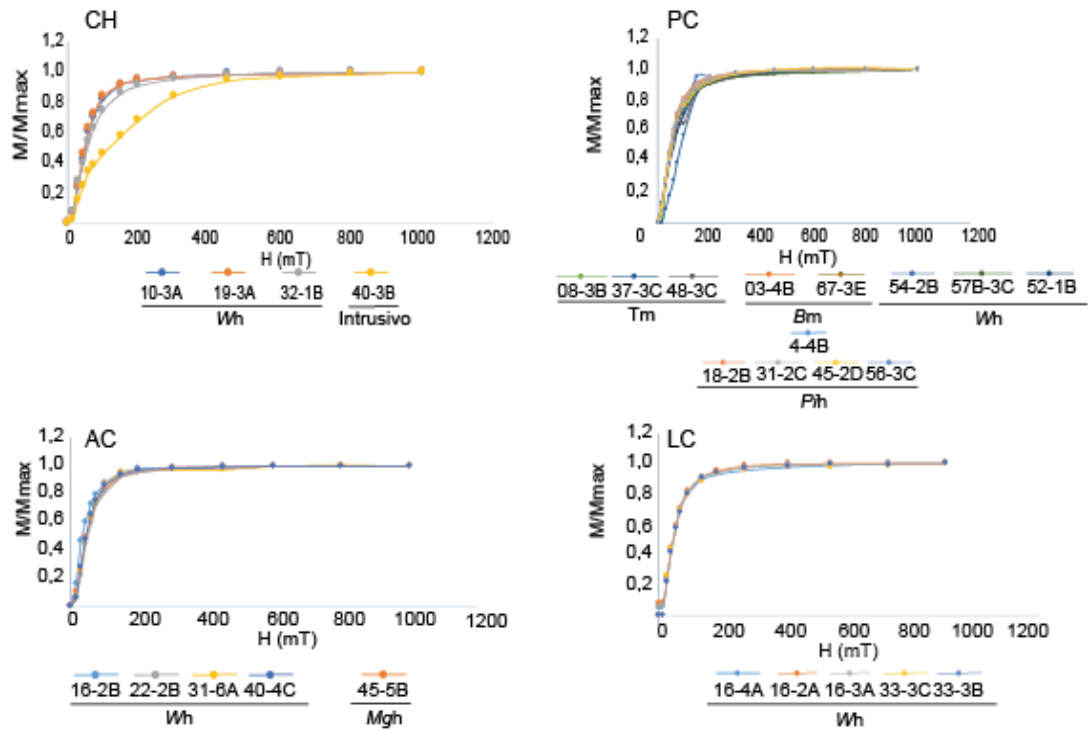 CH
M/Mmax
1,2
1,0
0,8
0,6
0,4
0,2
0 200 400 600 800 1000 1200
H (mT)
10-3A 19-3A 32-1B 40-3B
Wh Intrusivo
PC
M/Mmax
1,2
1,0
0,8
0,6
0,4
0,2
0 200 400 600 800 1000 1200
H (mT)
08-3B 37-3C 48-3C 03-4B 67-3E 54-2B 57B-3C 52-1B
Tm Bm Wh
4-4B
18-2B 31-2C 45-2D 56-3C
Pih
AC
M/Mmax
1,2
1,0
0,8
0,6
0,4
0,2
0 200 400 600 800 1000 1200
H (mT)
16-2B 22-2B 31-6A 40-4C 45-5B
Wh Mgh
LC
M/Mmax
1,2
1,0
0,8
0,6
0,4
0,2
0 200 400 600 800 1000 1200
H (mT)
16-4A 16-2A 16-3A 33-3C 33-3B
Wh